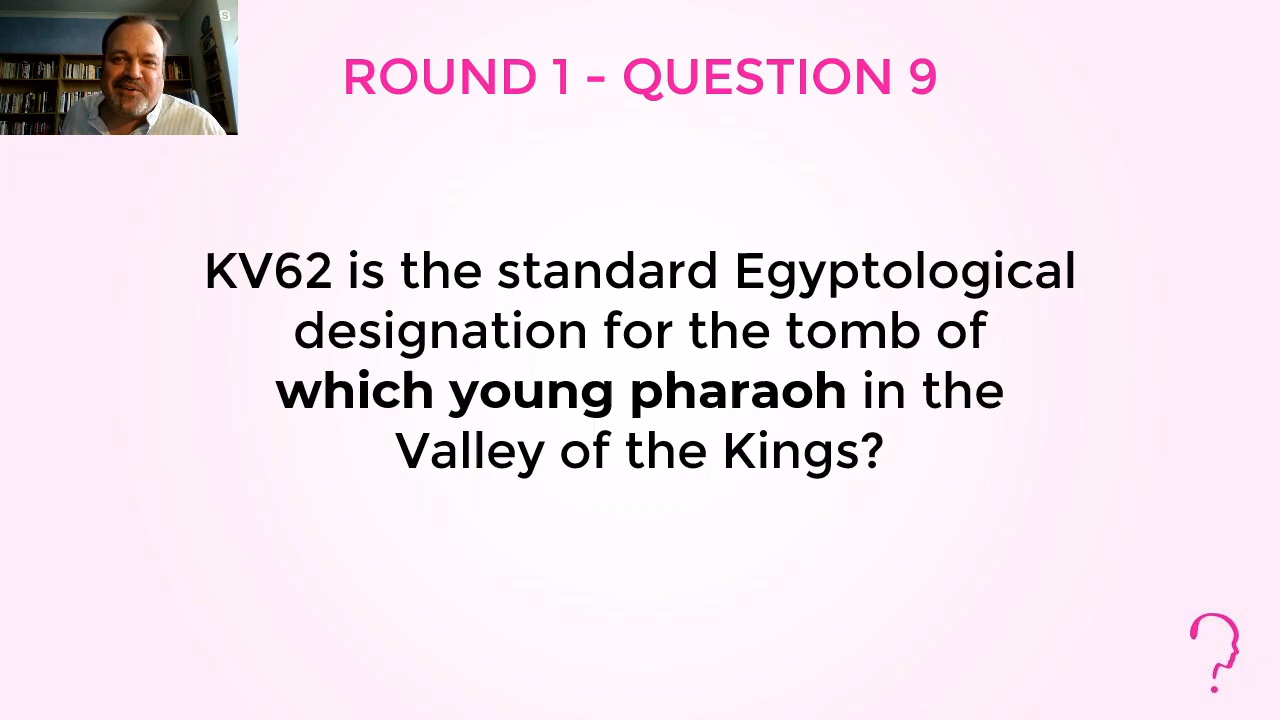 ROUND 1 - QUESTION 9
KV62 is the standard Egyptological
designation for the tomb of
which young pharaoh in the
Valley of the Kings?